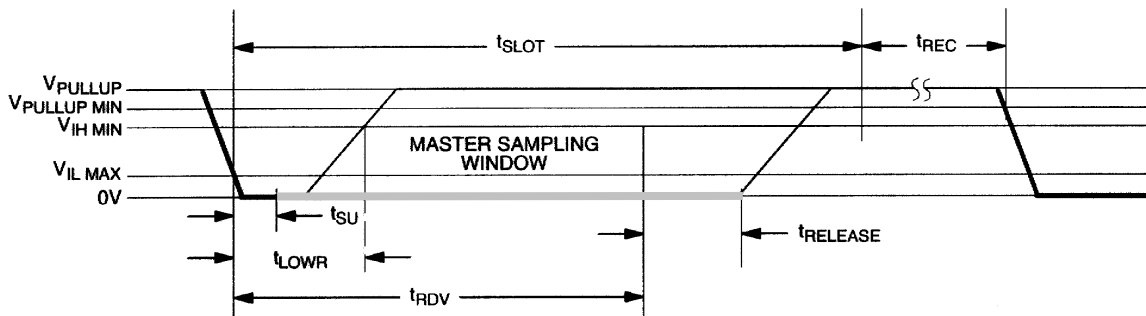 tSLOT
tREC
VPULLUP
VPULLUP MIN
VIH MIN
MASTER SAMPLING
WINDOW
VIL MAX
0V
tSU
tRELEASE
tLOWR
tRDV